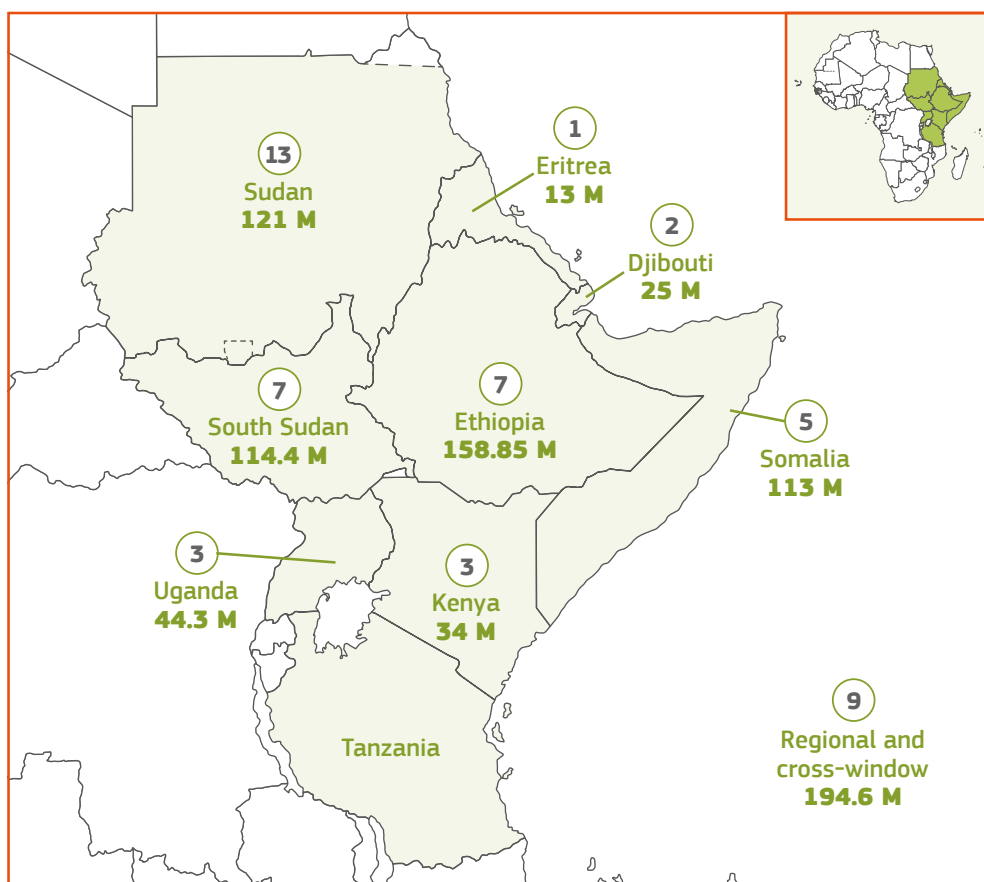 1
Eritrea
13 M
13
Sudan
121 M
2
Djibouti
25 M
7
South Sudan
114.4 M
7
Ethiopia
158.85 M
5
Somalia
113 M
3
Uganda
44.3 M
3
Kenya
34 M
9
Regional and
cross-window
194.6 M
Tanzania